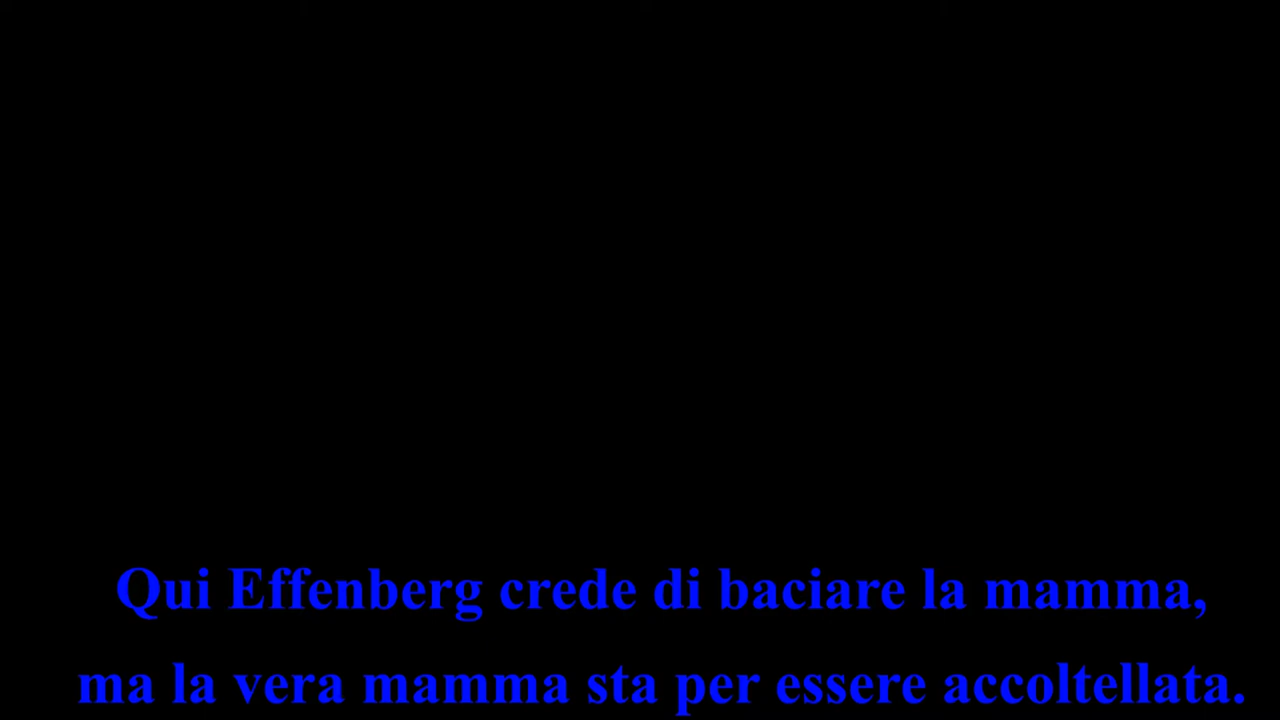 Qui Effenberg crede di baciare la mamma,
ma la vera mamma sta per essere accoltellata.